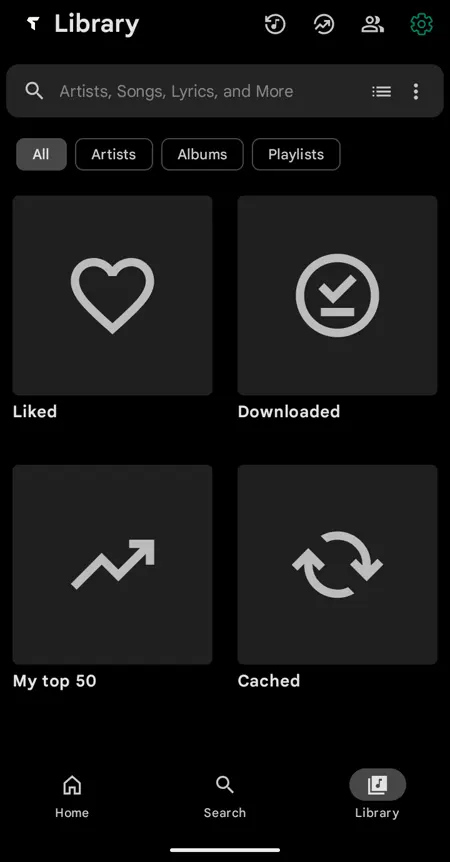 Library
Artists, Songs, Lyrics, and More
All Artists Albums Playlists
Liked Downloaded
My top 50 Cached
Home Search Library